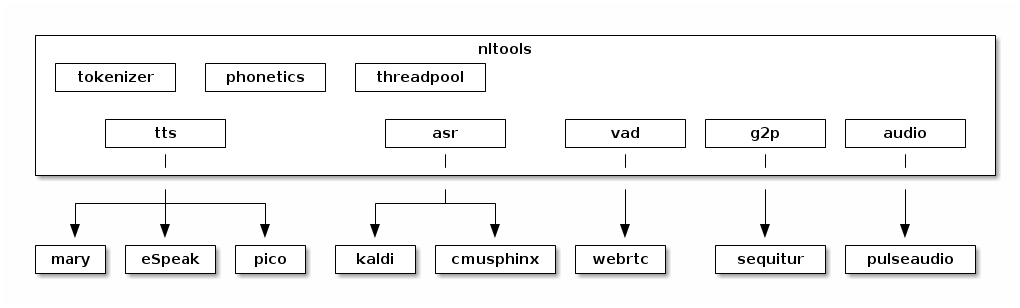 nltools
tokenizer phonetics threadpool
tts asr vad g2p audio
mary eSpeak pico kaldi cmusphinx webrtc sequitur pulseaudio